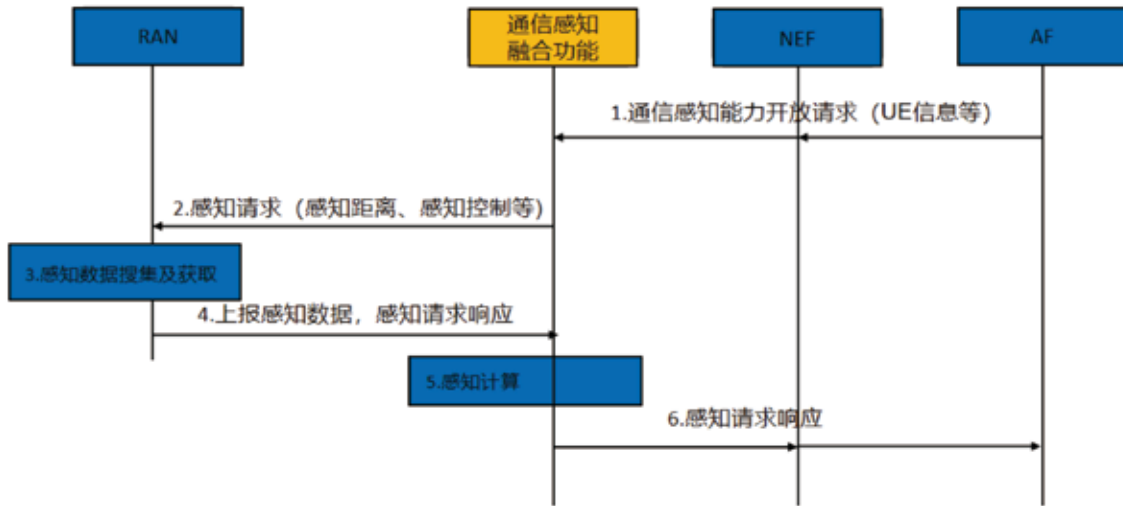 RAN
通信感知
融合功能
NEF
AF
1.通信感知能力开放请求（UE信息等）
2.感知请求（感知距离、感知控制等）
3.感知数据搜集及获取
4.上报感知数据，感知请求响应
5.感知计算
6.感知请求响应